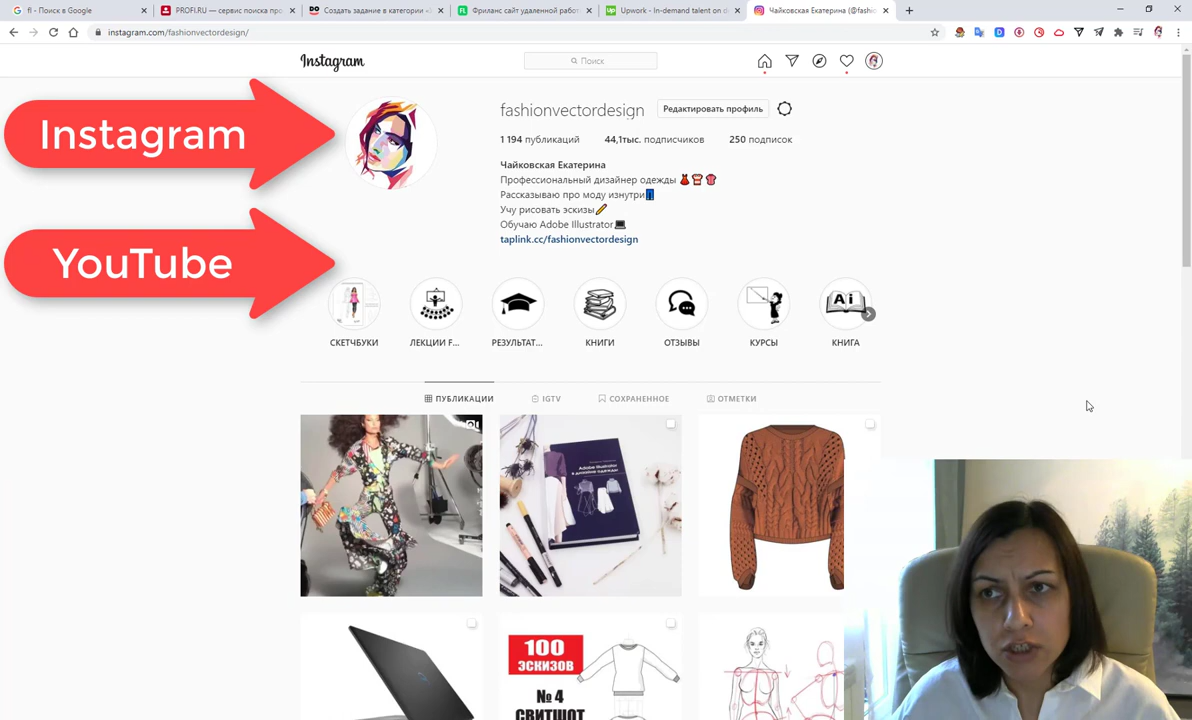 fl - Поиск в Google
PROFI.RU — сервис поиска про
Создать задание в категории «
Фриланс сайт удаленной работ
Upwork - In-demand talent on d
Чайковская Екатерина (@fashio
instagram.com/fashionvectordesign/
Instagram
Поиск
Instagram
YouTube
fashionvectordesign
Редактировать профиль
1 194 публикаций
44,1тыс. подписчиков
250 подписок
Чайковская Екатерина
Профессиональный дизайнер одежды
Рассказываю про моду изнутри
Учу рисовать эскизы
Обучаю Adobe Illustrator
taplink.cc/fashionvectordesign
СКЕТЧБУКИ
ЛЕКЦИИ F...
РЕЗУЛЬТАТ...
КНИГИ
ОТЗЫВЫ
КУРСЫ
Ai
КНИГА
ПУБЛИКАЦИИ
IGTV
СОХРАНЕННОЕ
ОТМЕТКИ
Adobe Illustrator
в дизайне одежды
100
ЭСКИЗОВ
№ 4
СВИТШОТ